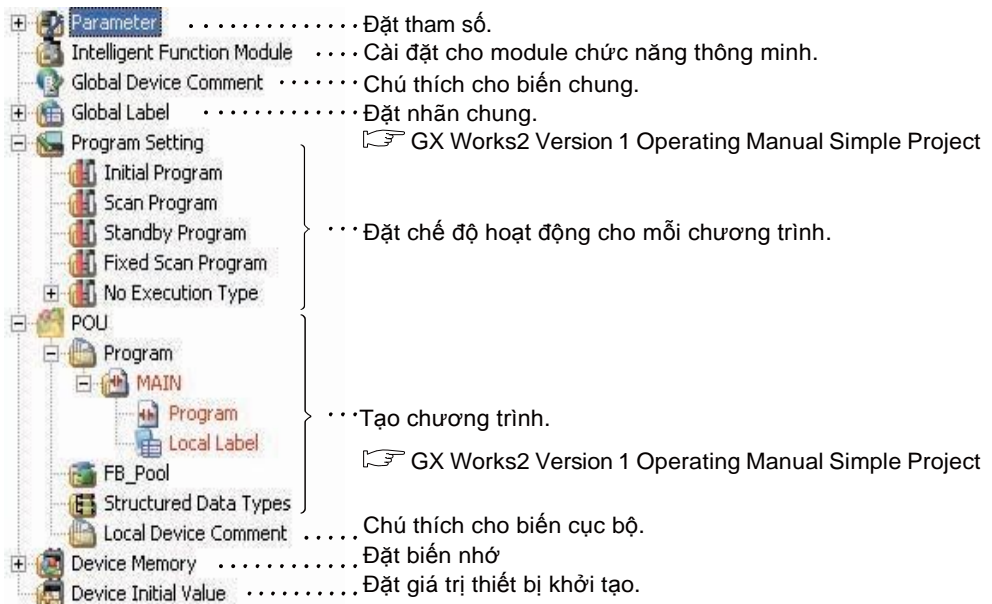 Parameter ·············· Đặt tham số.
Intelligent Function Module ···· Cài đặt cho module chức năng thông minh.
Global Device Comment ······· Chú thích cho biến chung.
Global Label ············· Đặt nhãn chung.
Program Setting GX Works2 Version 1 Operating Manual Simple Project
Initial Program
Scan Program
Standby Program ··· Đặt chế độ hoạt động cho mỗi chương trình.
Fixed Scan Program
No Execution Type
POU
Program
MAIN
Program ··· Tạo chương trình.
Local Label GX Works2 Version 1 Operating Manual Simple Project
FB_Pool
Structured Data Types
Local Device Comment ..... Chú thích cho biến cục bộ.
Device Memory ············ Đặt biến nhớ
Device Initial Value ·········· Đặt giá trị thiết bị khởi tạo.